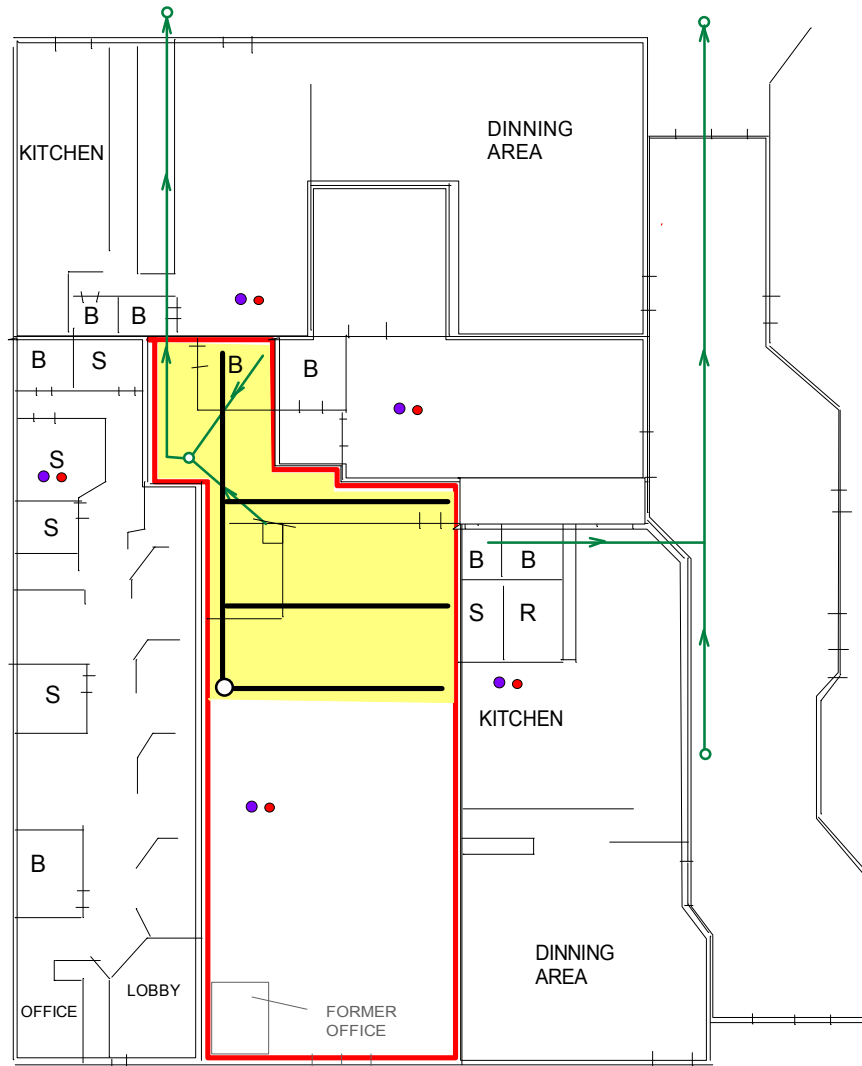 DINNING
AREA
KITCHEN
B
B
B
S
B
B
S
S
B
B
S
R
S
KITCHEN
B
DINNING
AREA
LOBBY
OFFICE
FORMER
OFFICE